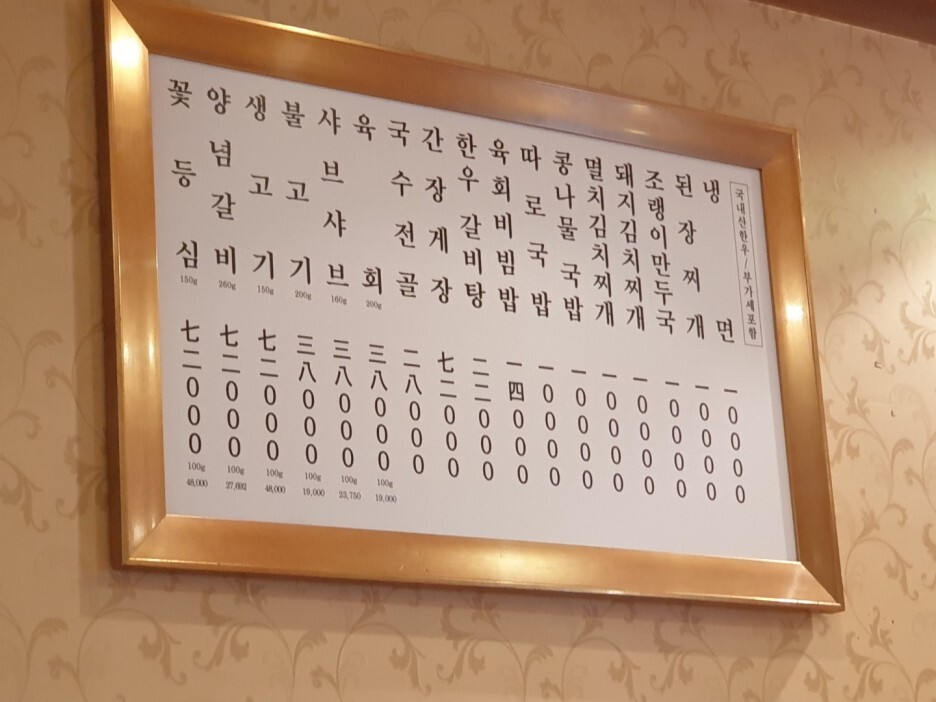 꽃등심 150g 七二000 100g 48,000
양념갈비 260g 七二000 100g 27,692
생고기 150g 七二000 100g 48,000
불고기 200g 三八000 100g 19,000
샤브샤브 160g 三八000 100g 23,750
육회 200g 三八000 100g 19,000
국수전골 二八000
간장게장 七二000
한우갈비탕 二二000
육회비빔밥 一四000
따로국밥 一0000
콩나물국밥 一0000
멸치김치찌개 一0000
돼지김치찌개 一0000
조랭이만두국 一0000
된장찌개 一0000
냉면 一0000
국내산한우/부가세포함